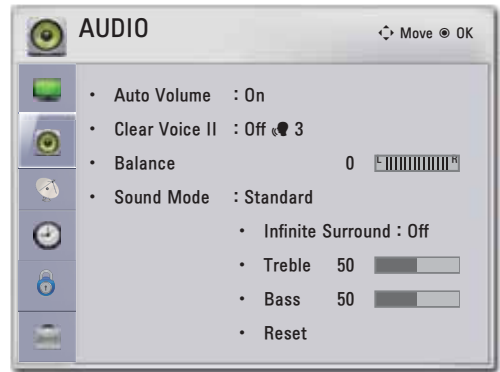 AUDIO
Move OK
• Auto Volume : On
• Clear Voice II : Off 3
• Balance 0 L R
• Sound Mode : Standard
• Infinite Surround : Off
• Treble 50
• Bass 50
• Reset